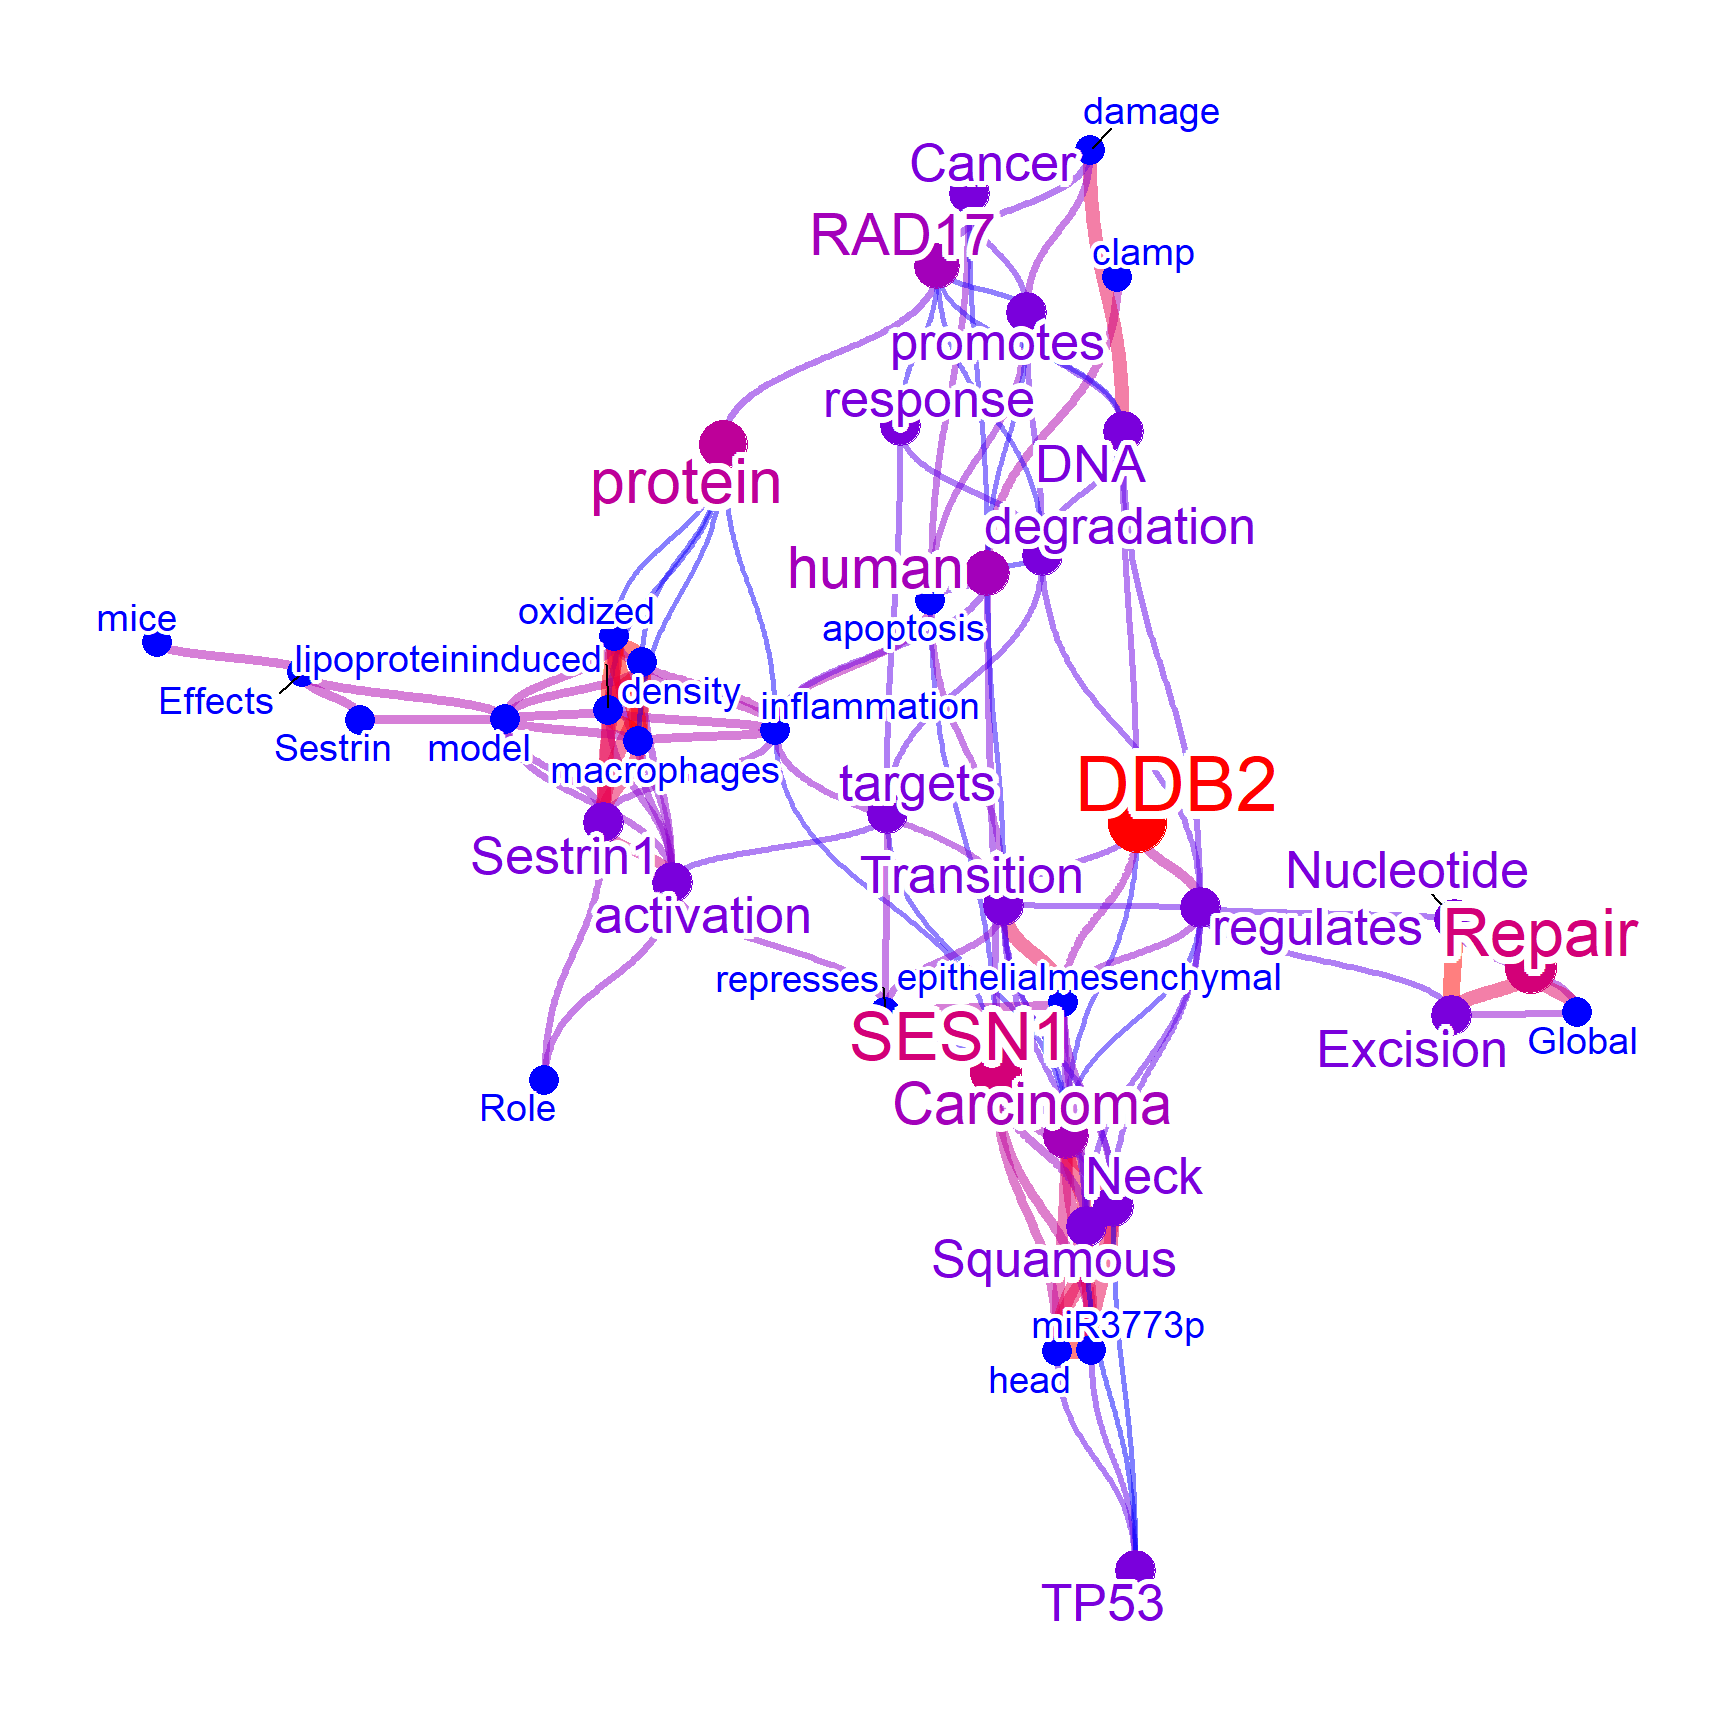 damage
Cancer
RAD17
clamp
promotes
response
DNA
protein
degradation
human
oxidized
mice
apoptosis
lipoproteininduced
density
Effects
inflammation
Sestrin
model
macrophages
targets
DDB2
Sestrin1
Transition
Nucleotide
activation
regulates
Repair
represses
epithelialmesenchymal
SESN1
Excision
Global
Role
Carcinoma
Neck
Squamous
miR3773p
head
TP53